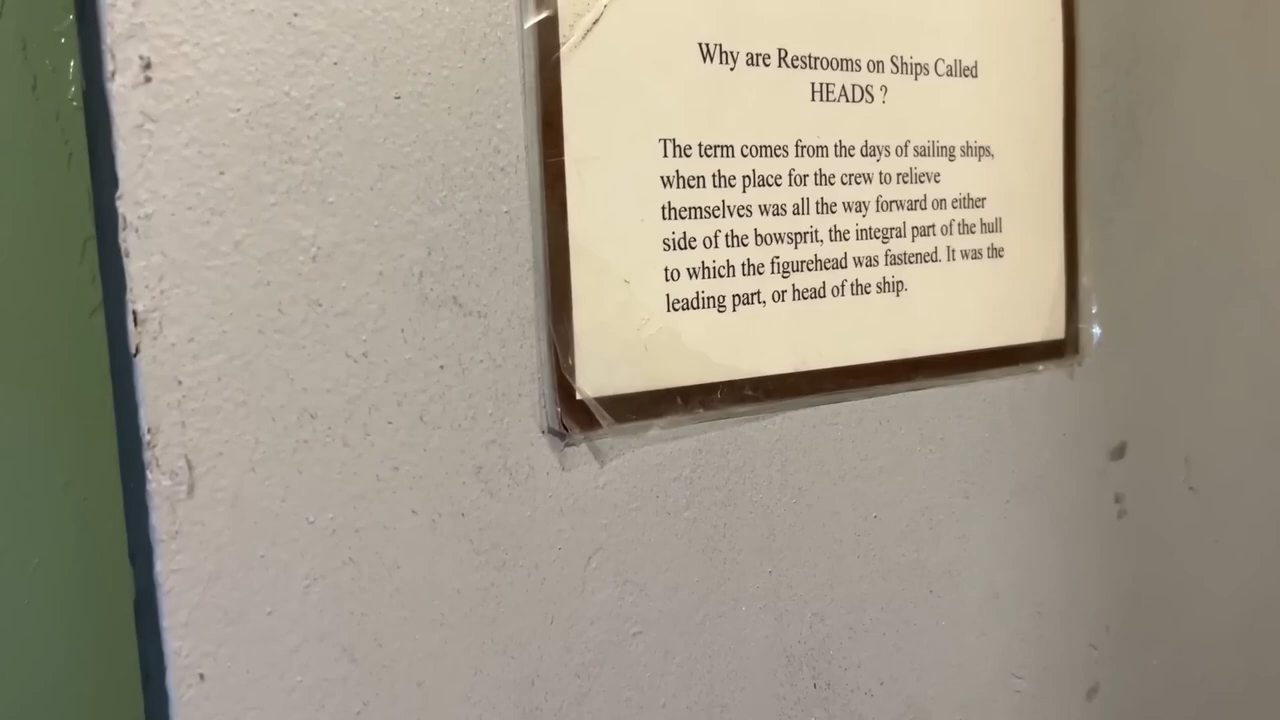 Why are Restrooms on Ships Called
HEADS ?
The term comes from the days of sailing ships,
when the place for the crew to relieve
themselves was all the way forward on either
side of the bowsprit, the integral part of the hull
to which the figurehead was fastened. It was the
leading part, or head of the ship.